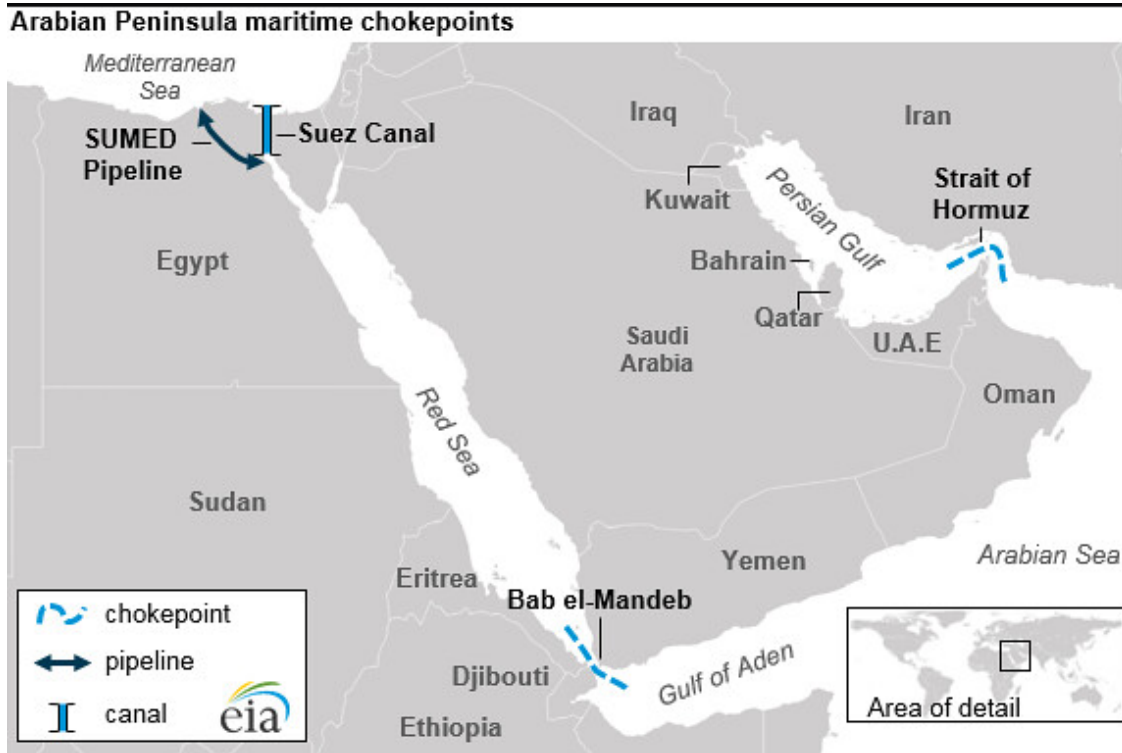 Arabian Peninsula maritime chokepoints
Mediterranean
Sea
SUMED
Pipeline
Suez Canal
Iraq
Iran
Kuwait
Persian Gulf
Strait of
Hormuz
Egypt
Bahrain
Qatar
Saudi
Arabia
U.A.E
Oman
Red Sea
Sudan
Eritrea
Yemen
Arabian Sea
Bab el-Mandeb
Djibouti
Gulf of Aden
Ethiopia
chokepoint
pipeline
canal
eia
Area of detail